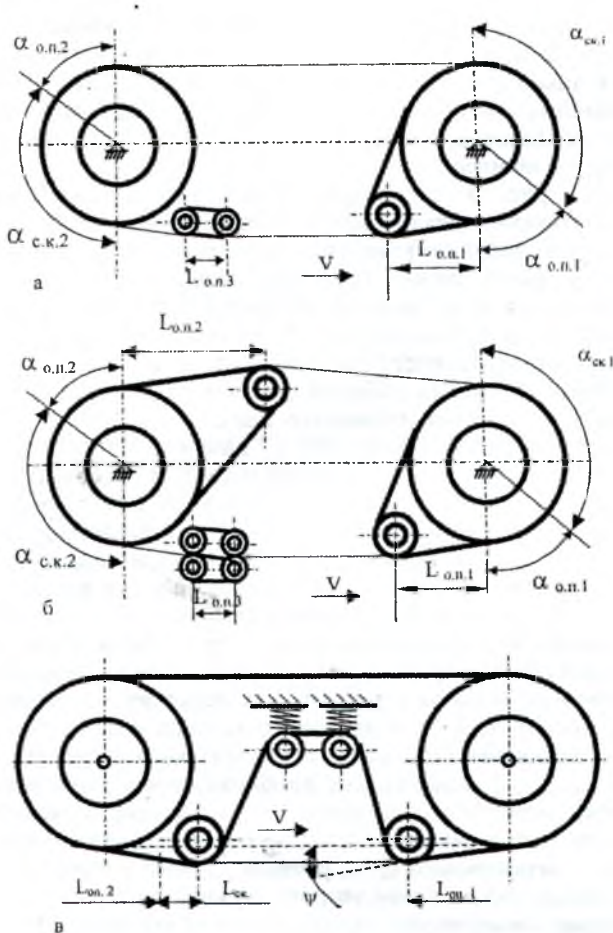 α о.п.2
α ск.1
α с.к.2
L о.п.3
V
L о.п.1
α о.п.1
а
L о.п.2
α о.п.2
α ск 1
α с.к.2
L о.п.3
V
L о.п.1
α о.п.1
б
V
L оп. 2
L ск.
ψ
L оп. 1
в